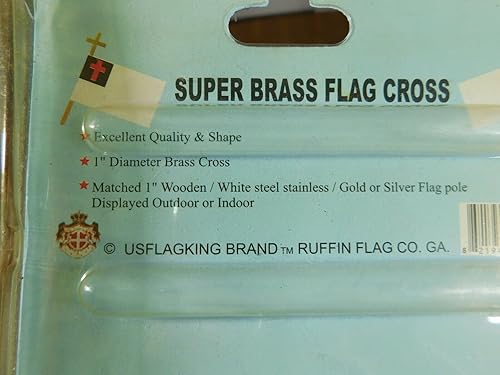 SUPER BRASS FLAG CROSS
Excellent Quality & Shape
1" Diameter Brass Cross
Matched 1" Wooden / White steel stainless / Gold or Silver Flag pole
Displayed Outdoor or Indoor
© USFLAGKING BRAND™ RUFFIN FLAG CO. GA.